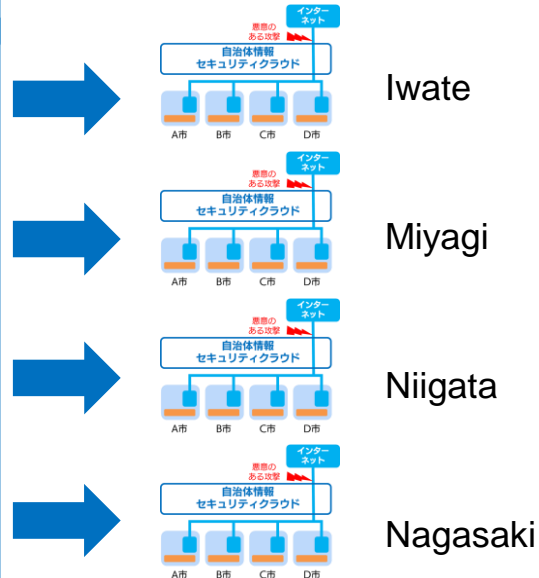 インター
ネット
悪意の
ある攻撃
自治体情報
セキュリティクラウド
A市 B市 C市 D市
Iwate
インター
ネット
悪意の
ある攻撃
自治体情報
セキュリティクラウド
A市 B市 C市 D市
Miyagi
インター
ネット
悪意の
ある攻撃
自治体情報
セキュリティクラウド
A市 B市 C市 D市
Niigata
インター
ネット
悪意の
ある攻撃
自治体情報
セキュリティクラウド
A市 B市 C市 D市
Nagasaki